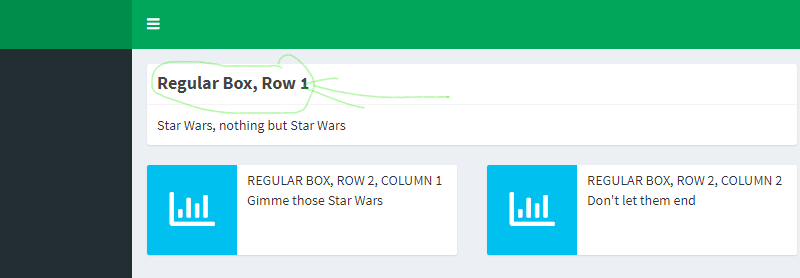 Regular Box, Row 1
Star Wars, nothing but Star Wars
REGULAR BOX, ROW 2, COLUMN 1
Gimme those Star Wars
REGULAR BOX, ROW 2, COLUMN 2
Don't let them end